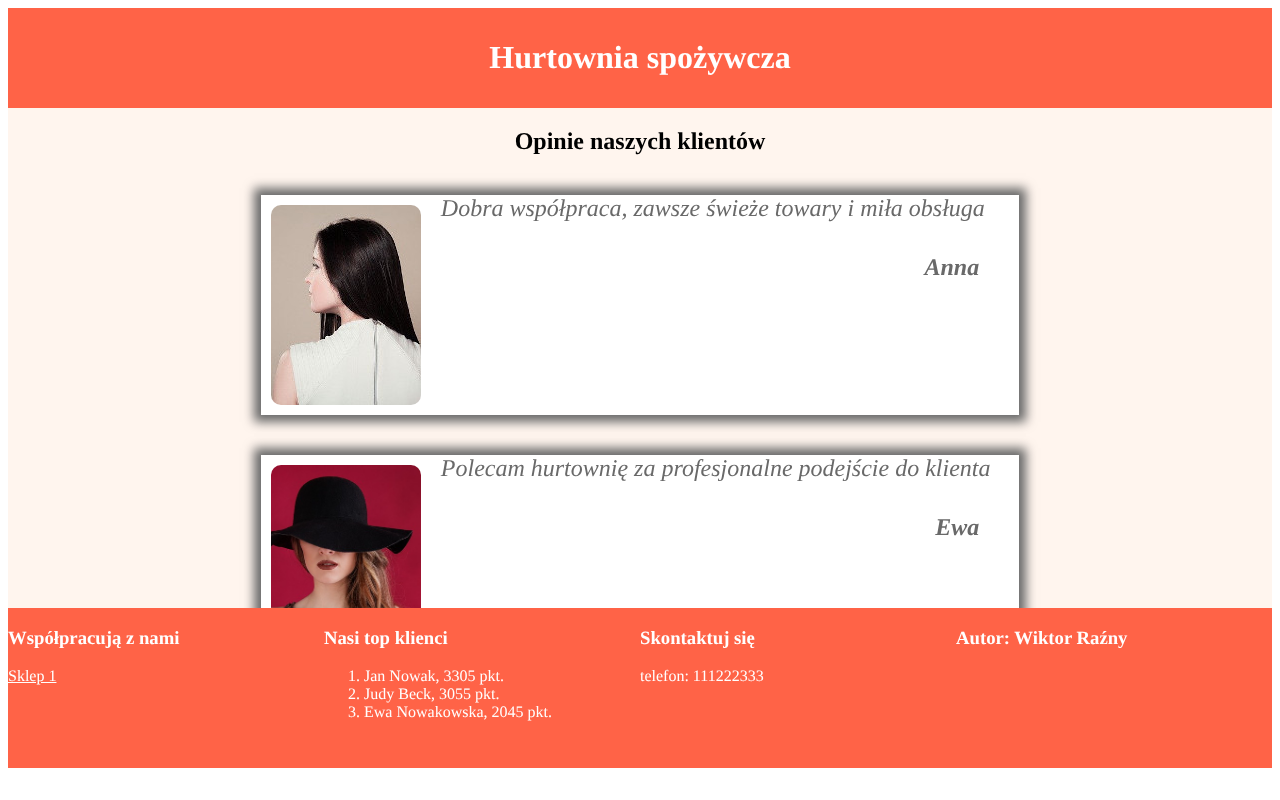 Hurtownia spożywcza
Opinie naszych klientów
Dobra współpraca, zawsze świeże towary i miła obsługa
Anna
Polecam hurtownię za profesjonalne podejście do klienta
Ewa
Współpracują z nami
Sklep 1
Nasi top klienci
1. Jan Nowak, 3305 pkt.
2. Judy Beck, 3055 pkt.
3. Ewa Nowakowska, 2045 pkt.
Skontaktuj się
telefon: 111222333
Autor: Wiktor Raźny